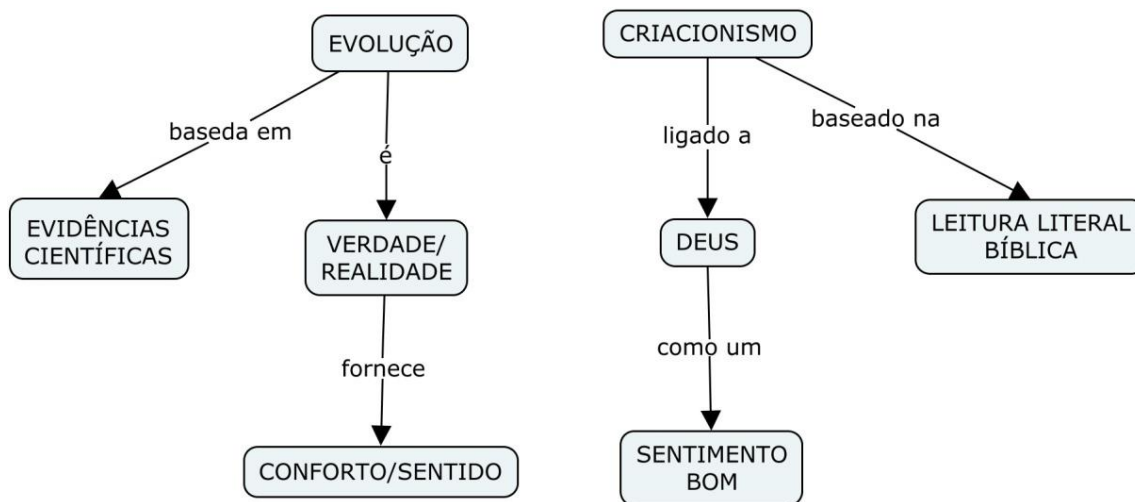 EVOLUÇÃO
CRIACIONISMO
baseda em
é
ligado a
baseado na
EVIDÊNCIAS
CIENTÍFICAS
VERDADE/
REALIDADE
DEUS
LEITURA LITERAL
BÍBLICA
fornece
como um
CONFORTO/SENTIDO
SENTIMENTO
BOM